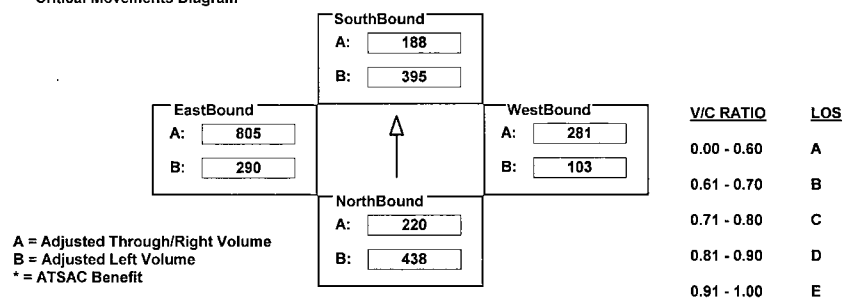 Critical Movements Diagram
SouthBound
A: 188
B: 395
EastBound
A: 805
B: 290
WestBound
A: 281
B: 103
NorthBound
A: 220
B: 438
A = Adjusted Through/Right Volume
B = Adjusted Left Volume
* = ATSAC Benefit
V/C RATIO LOS
0.00 - 0.60 A
0.61 - 0.70 B
0.71 - 0.80 C
0.81 - 0.90 D
0.91 - 1.00 E